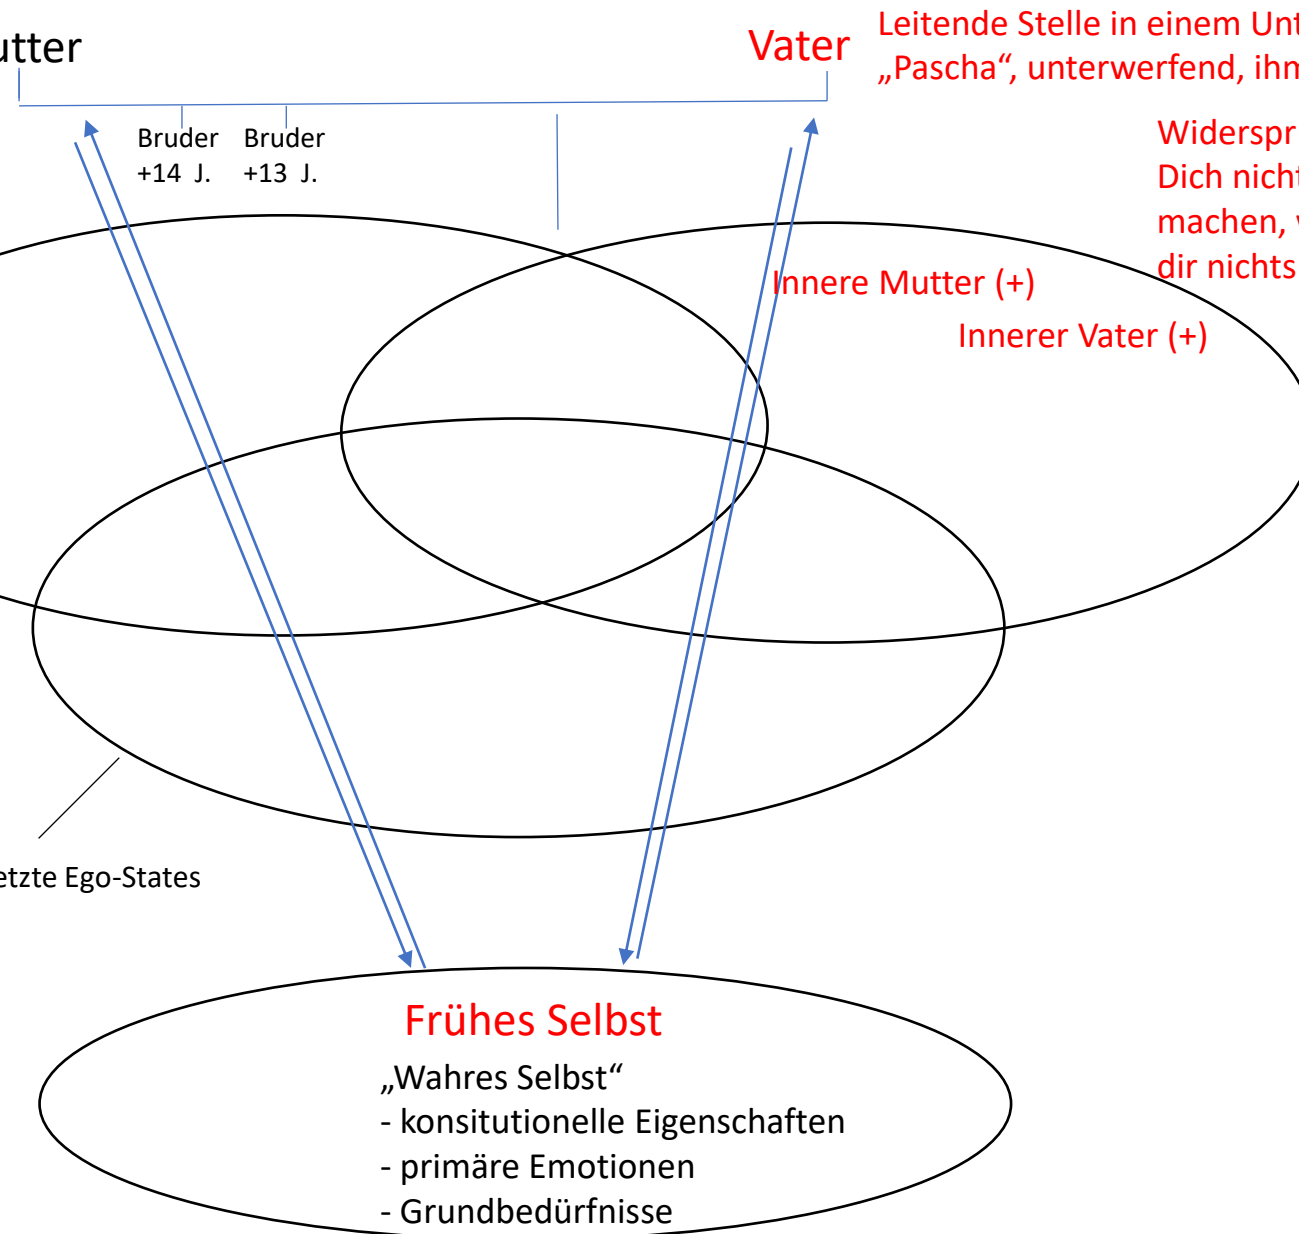 utter
Vater
Leitende Stelle in einem Unt
„Pascha“, unterwerfend, ihm
Bruder
+14 J.
Bruder
+13 J.
Widerspr
Dich nicht
machen, v
dir nichts
Innere Mutter (+)
Innerer Vater (+)
etzte Ego-States
Frühes Selbst
„Wahres Selbst“
- konsitutionelle Eigenschaften
- primäre Emotionen
- Grundbedürfnisse